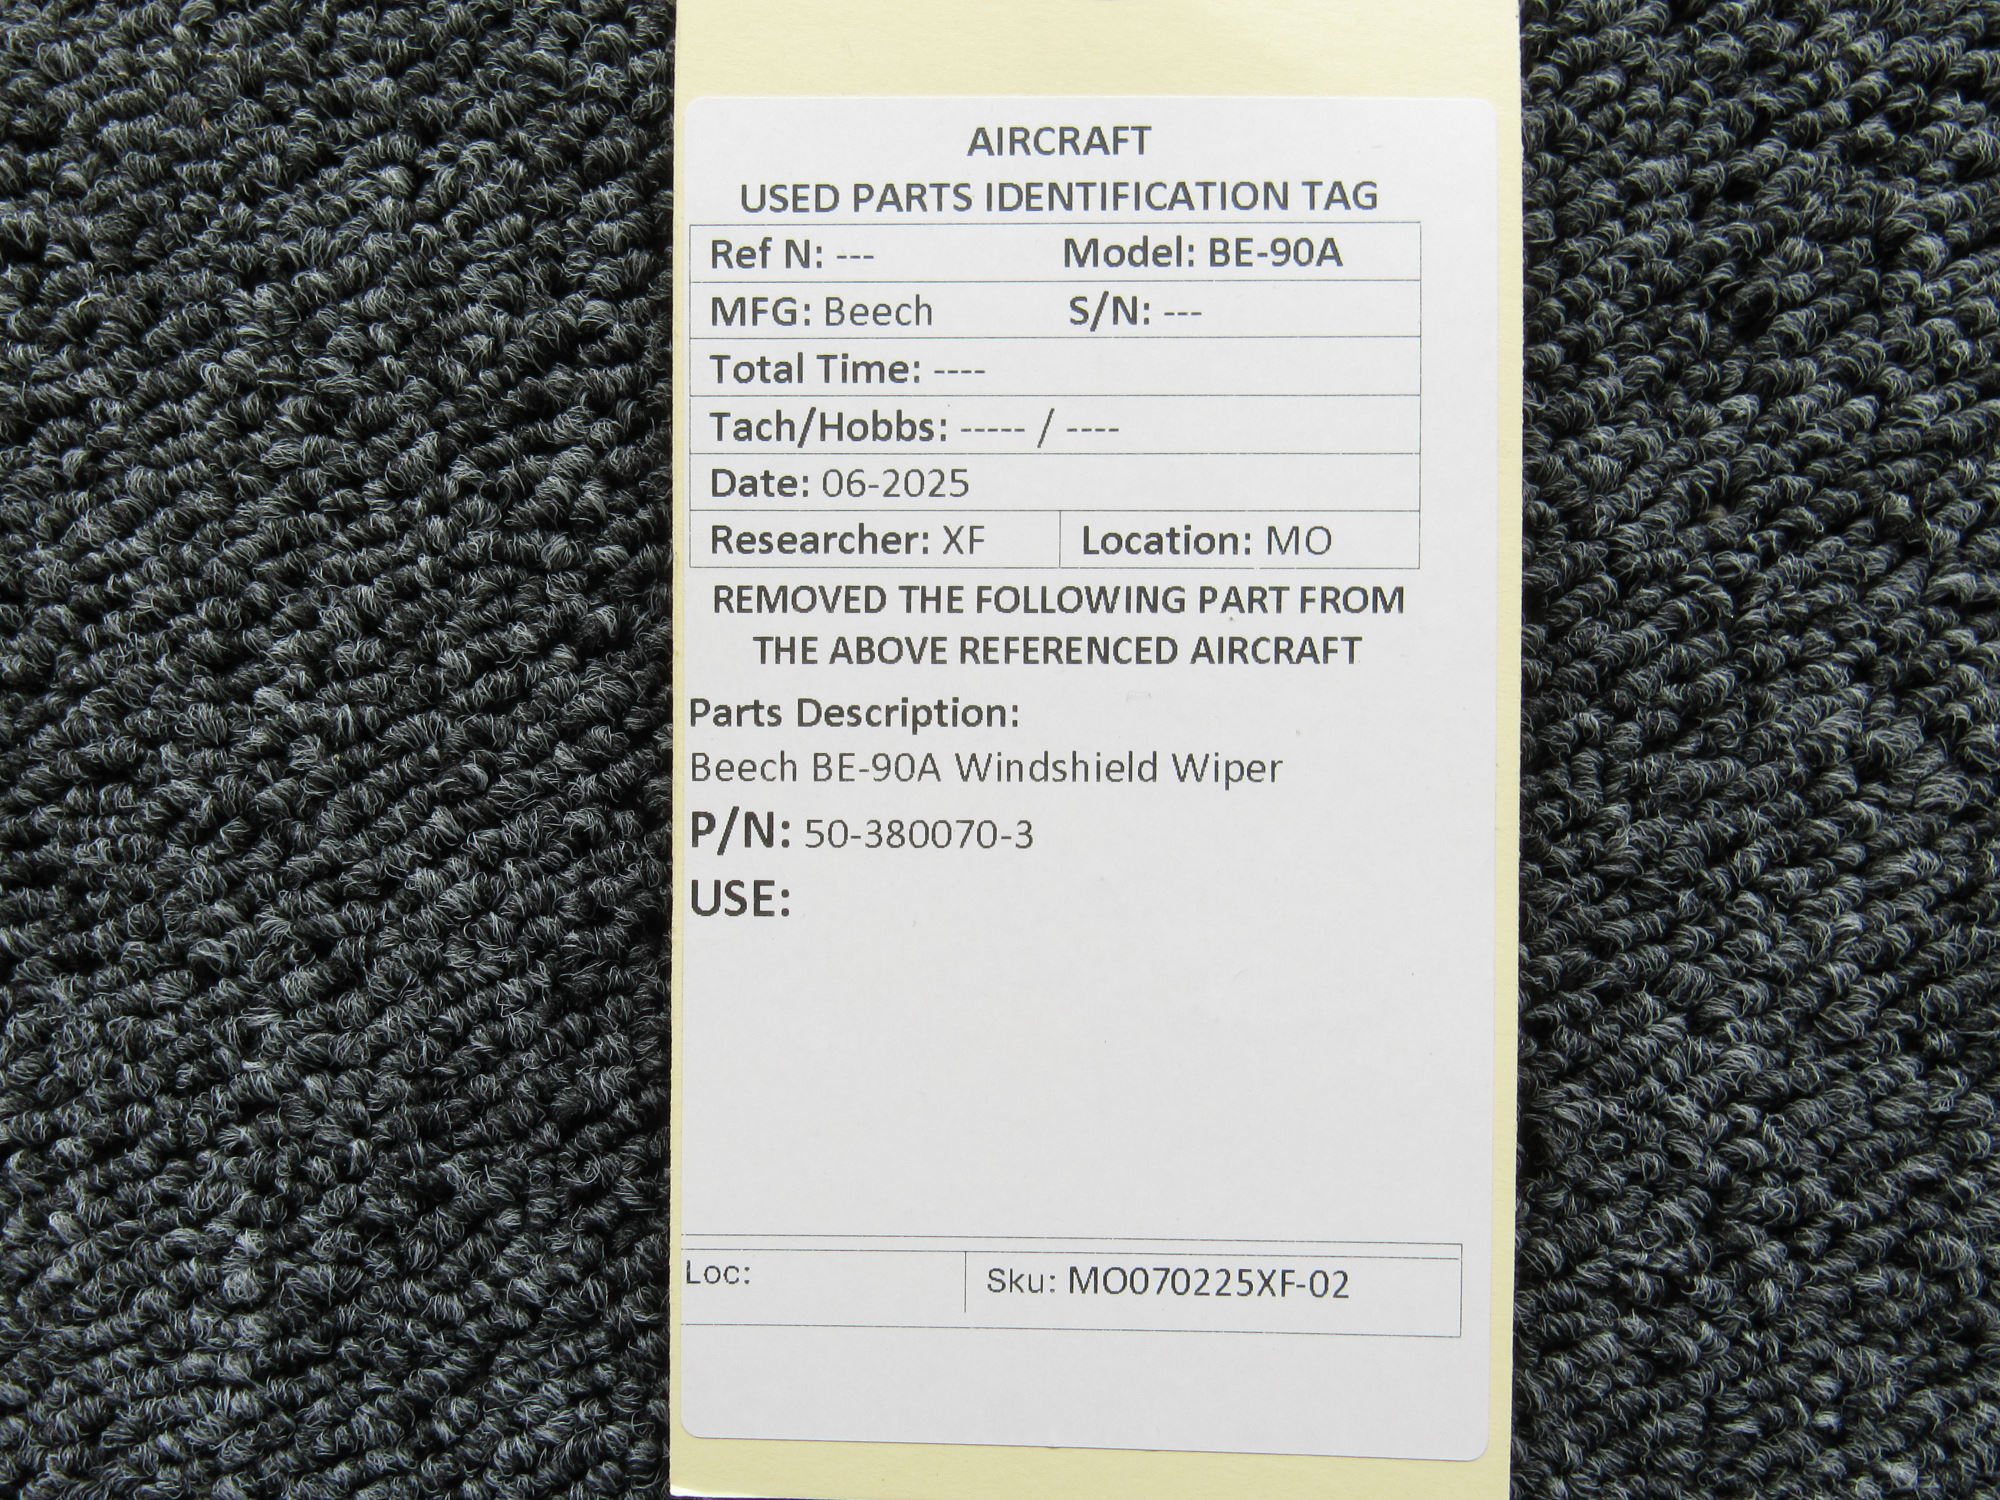 AIRCRAFT
USED PARTS IDENTIFICATION TAG
Ref N: --- Model: BE-90A
MFG: Beech S/N: ---
Total Time: ----
Tach/Hobbs: ----- / ----
Date: 06-2025
Researcher: XF Location: MO
REMOVED THE FOLLOWING PART FROM
THE ABOVE REFERENCED AIRCRAFT
Parts Description:
Beech BE-90A Windshield Wiper
P/N: 50-380070-3
USE:
Loc: Sku: MO070225XF-02